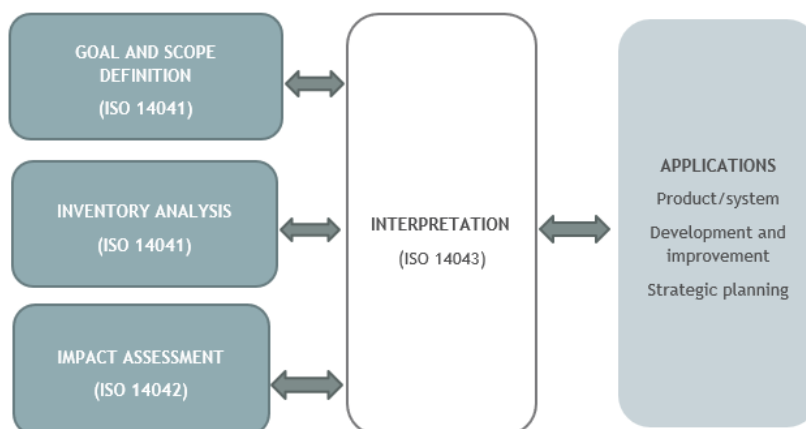 GOAL AND SCOPE
DEFINITION
(ISO 14041)
INVENTORY ANALYSIS
(ISO 14041)
IMPACT ASSESSMENT
(ISO 14042)
INTERPRETATION
(ISO 14043)
APPLICATIONS
Product/system
Development and
improvement
Strategic planning